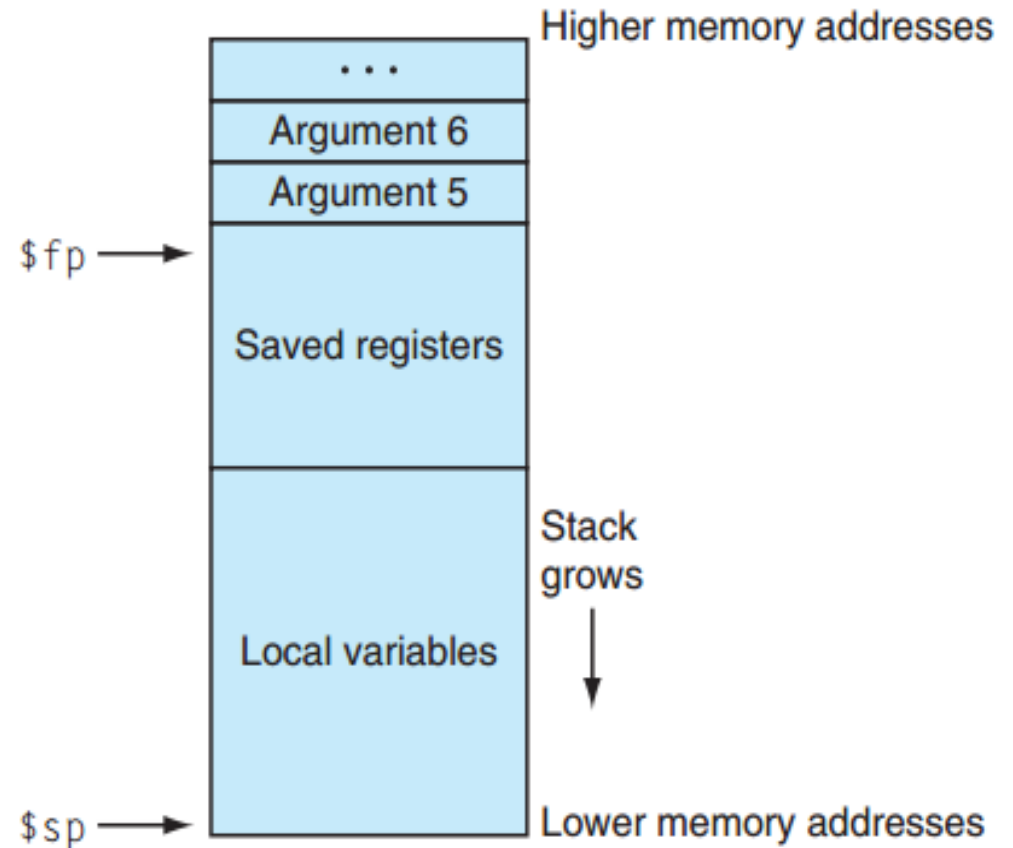 Higher memory addresses
. . .
Argument 6
Argument 5
$fp
Saved registers
Stack
grows
Local variables
$sp
Lower memory addresses